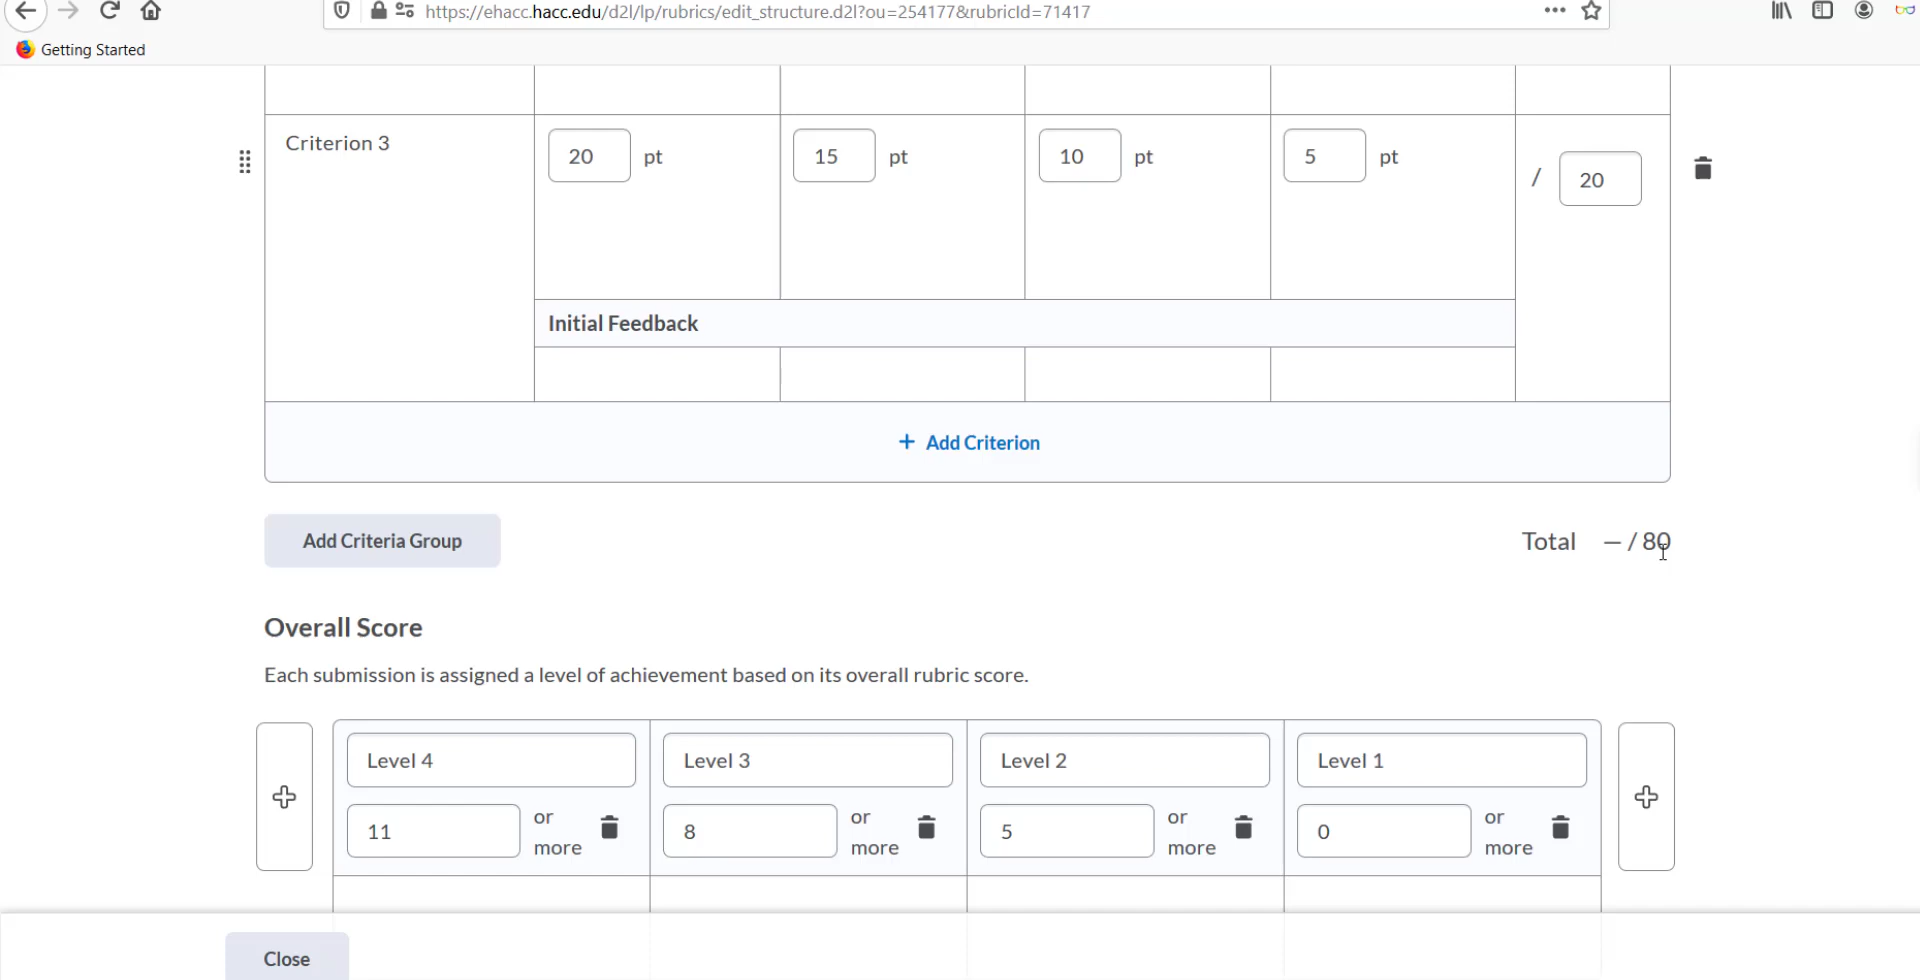 https://ehacc.hacc.edu/d2l/lp/rubrics/edit_structure.d2l?ou=254177&rubricId=71417
Getting Started
Criterion 3
20 pt 15 pt 10 pt 5 pt / 20
Initial Feedback
+ Add Criterion
Add Criteria Group
Total — / 80
Overall Score
Each submission is assigned a level of achievement based on its overall rubric score.
Level 4 Level 3 Level 2 Level 1
11 or more 8 or more 5 or more 0 or more
Close